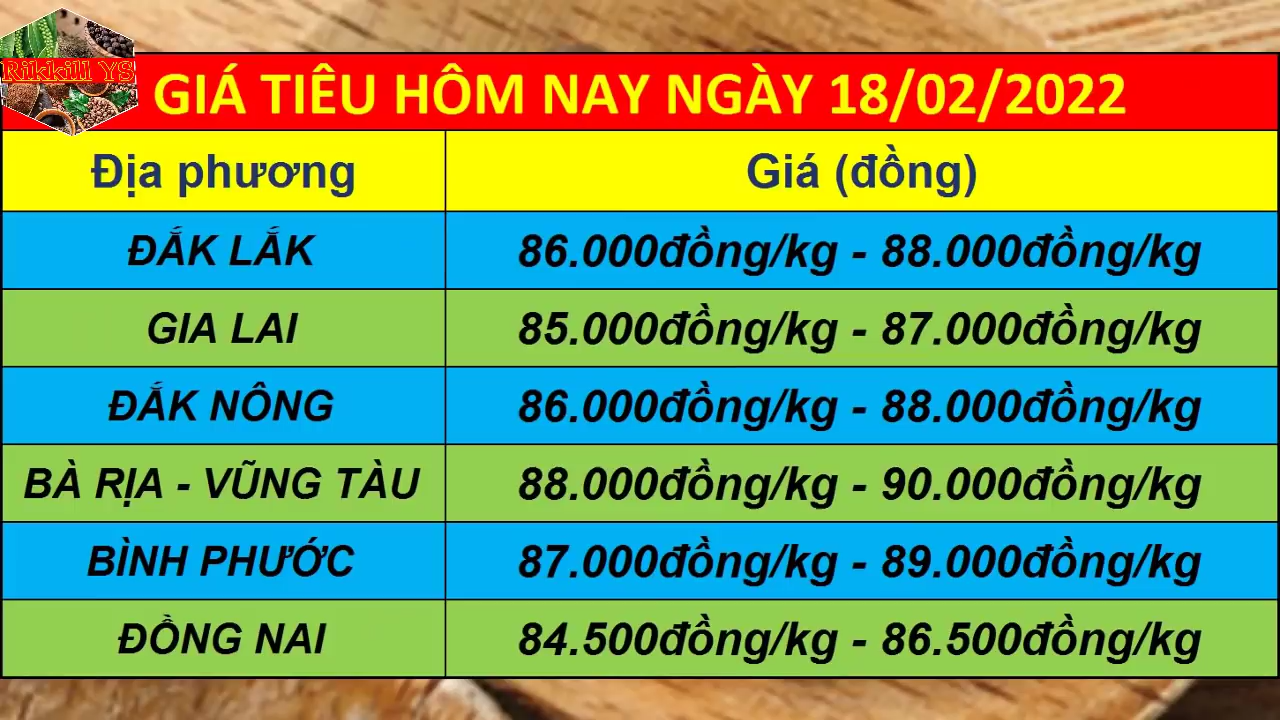 Rikkill YS
GIÁ TIÊU HÔM NAY NGÀY 18/02/2022
Địa phương Giá (đồng)
ĐẮK LẮK 86.000đồng/kg - 88.000đồng/kg
GIA LAI 85.000đồng/kg - 87.000đồng/kg
ĐẮK NÔNG 86.000đồng/kg - 88.000đồng/kg
BÀ RỊA - VŨNG TÀU 88.000đồng/kg - 90.000đồng/kg
BÌNH PHƯỚC 87.000đồng/kg - 89.000đồng/kg
ĐỒNG NAI 84.500đồng/kg - 86.500đồng/kg